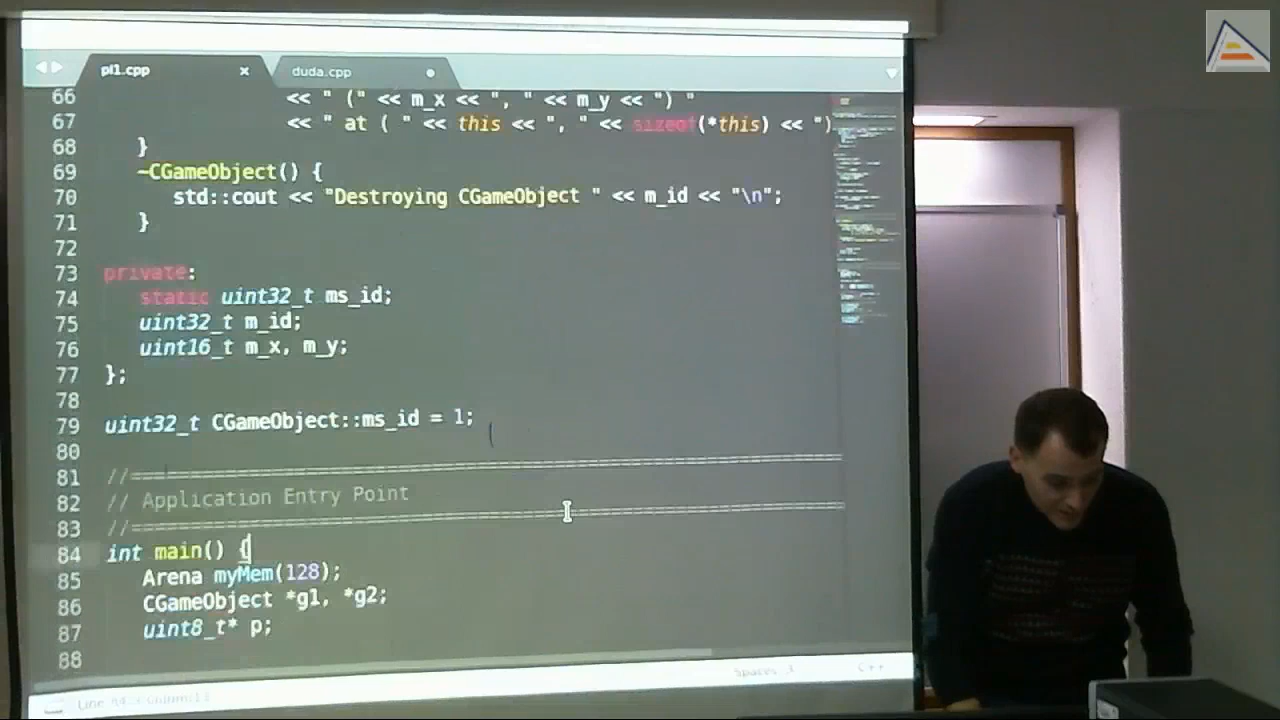 pl1.cpp × duda.cpp
66 << " (" << m_x << ", " << m_y << ") "
67 << " at ( " << this << ", " << sizeof(*this) << ")
68 }
69 ~CGameObject() {
70 std::cout << "Destroying CGameObject " << m_id << "\n";
71 }
72
73 private:
74 static uint32_t ms_id;
75 uint32_t m_id;
76 uint16_t m_x, m_y;
77 };
78
79 uint32_t CGameObject::ms_id = 1;
80
81 //==============================================================
82 // Application Entry Point
83 //==============================================================
84 int main() {
85 Arena myMem(128);
86 CGameObject *g1, *g2;
87 uint8_t* p;
88
Spaces: 3 C++